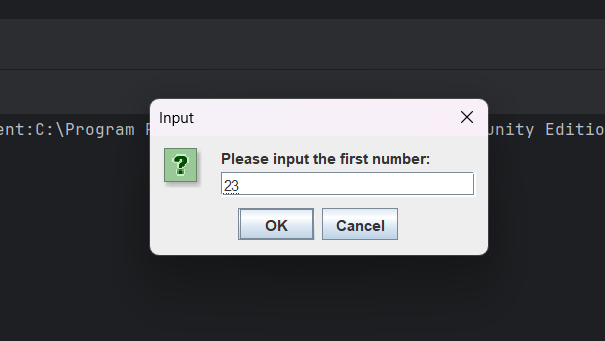 Input
ent:C:\Program
unity Editio
Please input the first number:
23
OK
Cancel